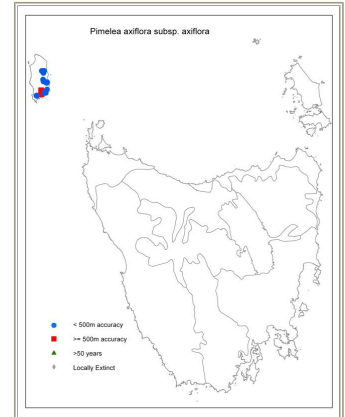 Pimelea axiflora subsp. axiflora
< 500m accuracy
>= 500m accuracy
>50 years
Locally Extinct